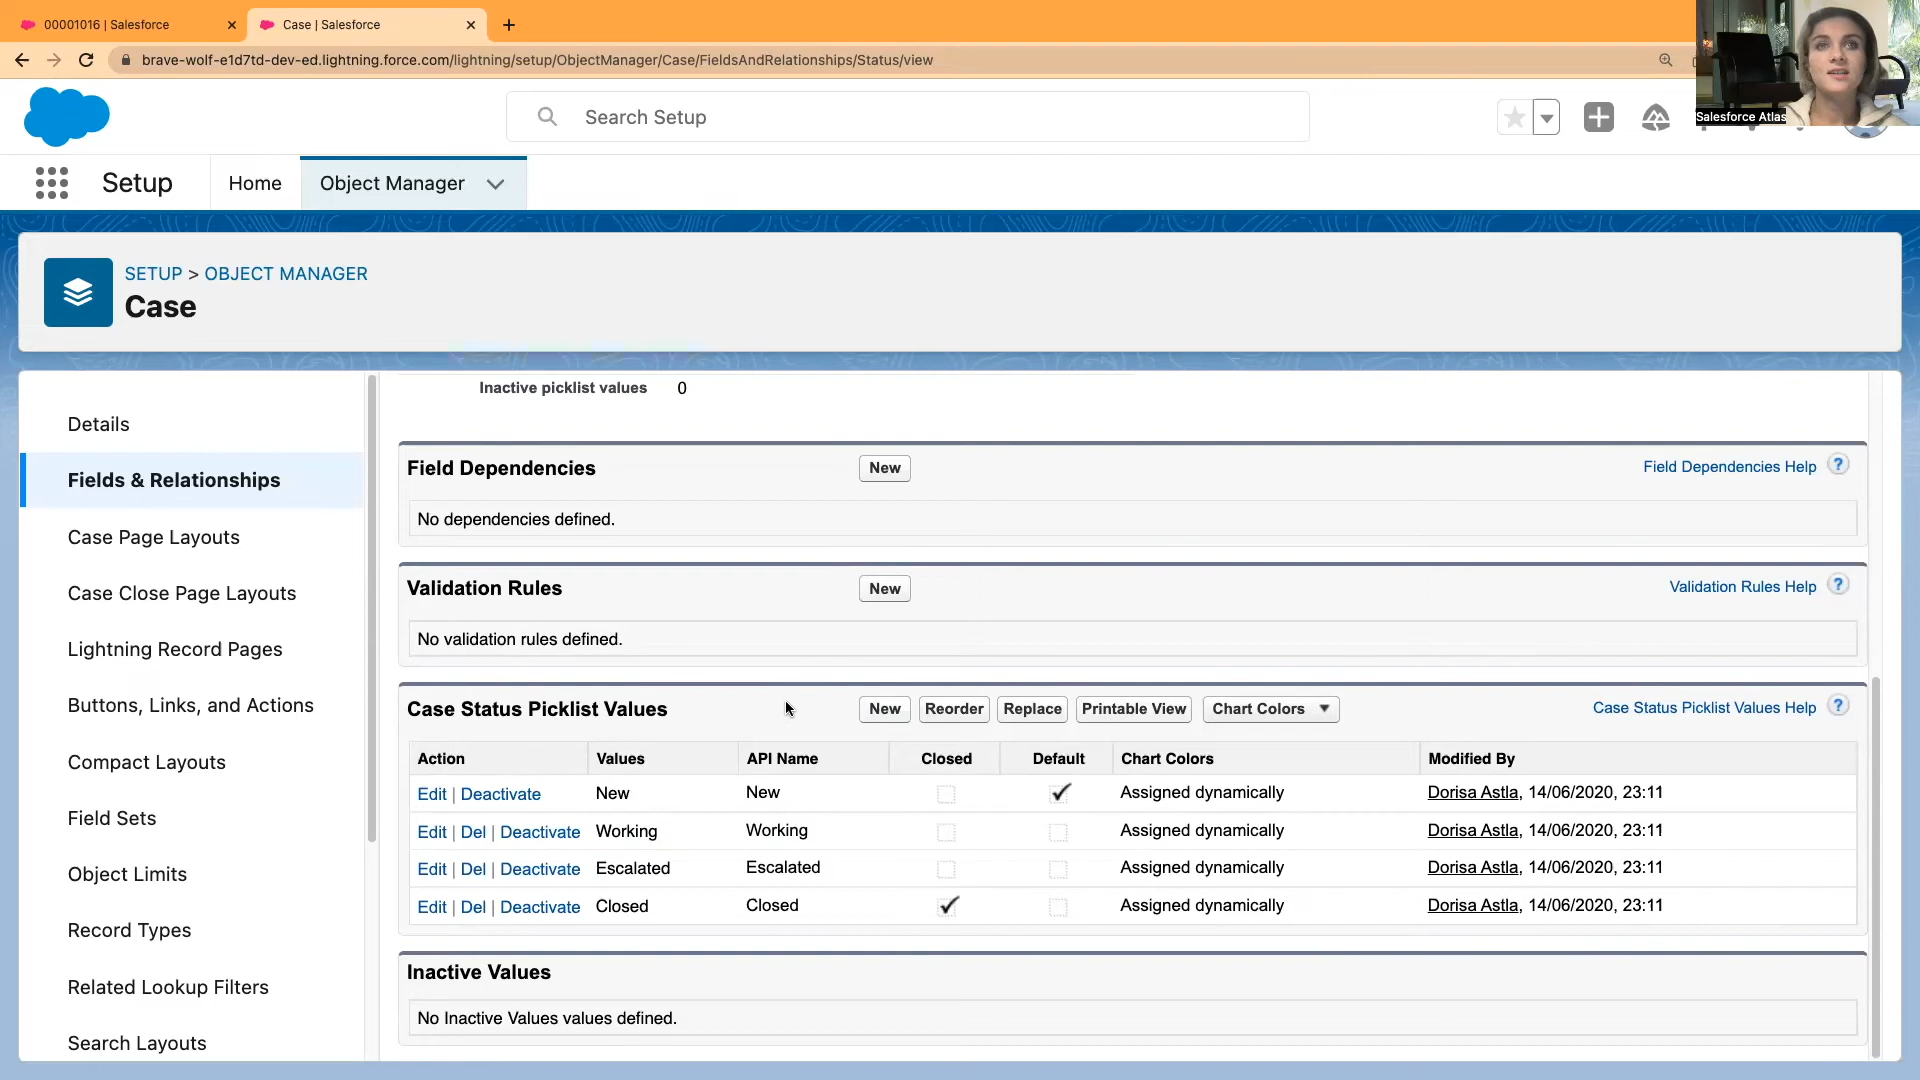 00001016 | Salesforce
Case | Salesforce
brave-wolf-e1d7td-dev-ed.lightning.force.com/lightning/setup/ObjectManager/Case/FieldsAndRelationships/Status/view
Search Setup
Salesforce Atlas
Setup
Home
Object Manager
SETUP > OBJECT MANAGER
Case
Details
Fields & Relationships
Case Page Layouts
Case Close Page Layouts
Lightning Record Pages
Buttons, Links, and Actions
Compact Layouts
Field Sets
Object Limits
Record Types
Related Lookup Filters
Search Layouts
Inactive picklist values 0
Field Dependencies New Field Dependencies Help ?
No dependencies defined.
Validation Rules New Validation Rules Help ?
No validation rules defined.
Case Status Picklist Values New Reorder Replace Printable View Chart Colors Case Status Picklist Values Help ?
Action Values API Name Closed Default Chart Colors Modified By
Edit | Deactivate New New Assigned dynamically Dorisa Astla, 14/06/2020, 23:11
Edit | Del | Deactivate Working Working Assigned dynamically Dorisa Astla, 14/06/2020, 23:11
Edit | Del | Deactivate Escalated Escalated Assigned dynamically Dorisa Astla, 14/06/2020, 23:11
Edit | Del | Deactivate Closed Closed Assigned dynamically Dorisa Astla, 14/06/2020, 23:11
Inactive Values
No Inactive Values values defined.